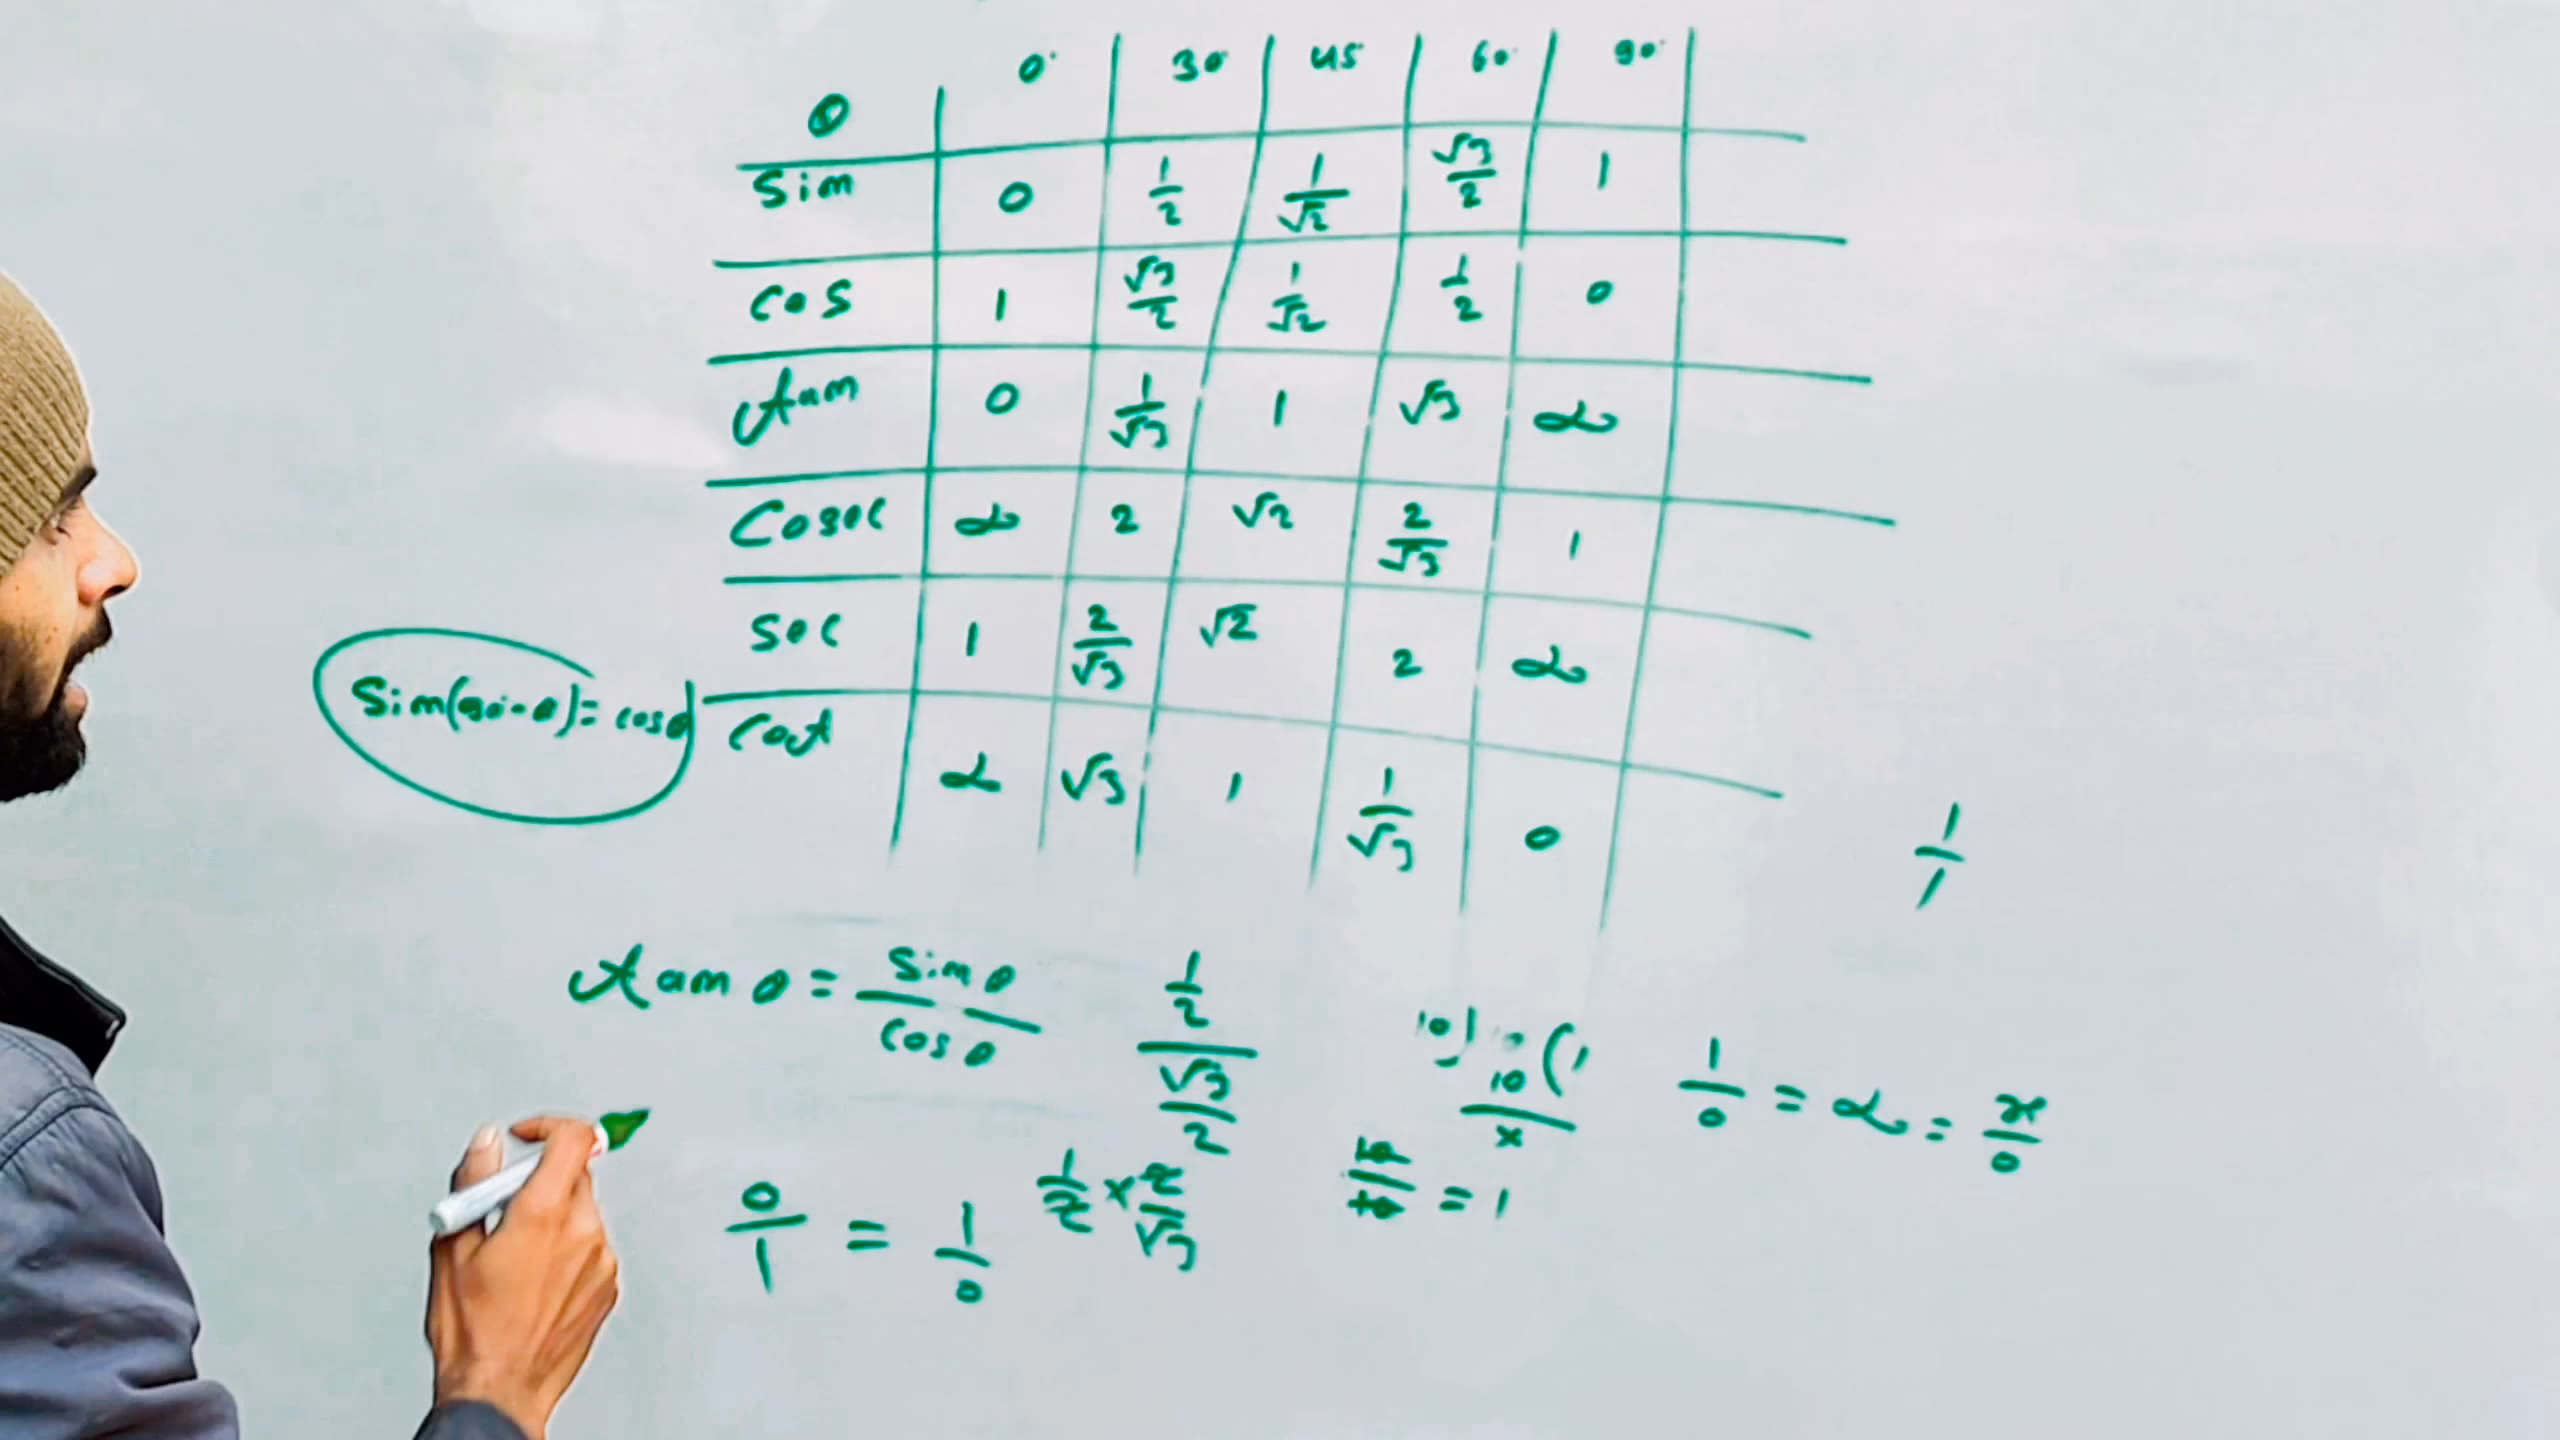 θ 0° 30° 45° 60° 90°
Sin 0 1/2 1/√2 √3/2 1
Cos 1 √3/2 1/√2 1/2 0
tan 0 1/√3 1 √3 ∞
Cosec ∞ 2 √2 2/√3 1
Sec 1 2/√3 √2 2 ∞
Cot ∞ √3 1 1/√3 0
Sin(90°-θ)= cosθ
1/1
tan θ = Sinθ/Cosθ
1/2 / √3/2
10/x (1
1/0 = ∞ = x/0
0/1 = 1/0
1/2 × 2/√3
= 1